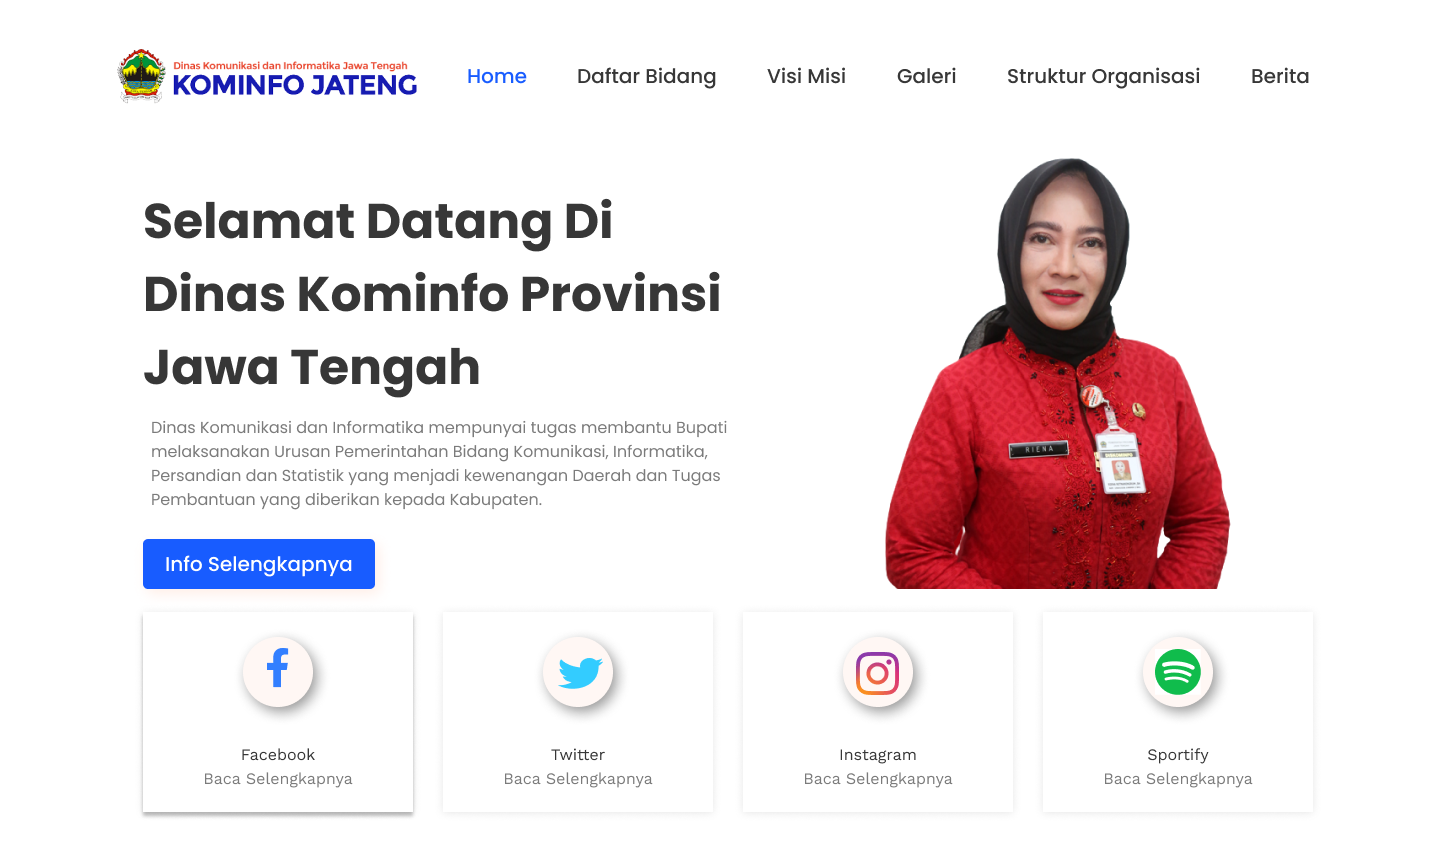 Dinas Komunikasi dan Informatika Jawa Tengah
KOMINFO JATENG
Home
Daftar Bidang
Visi Misi
Galeri
Struktur Organisasi
Berita
Selamat Datang Di
Dinas Kominfo Provinsi
Jawa Tengah
Dinas Komunikasi dan Informatika mempunyai tugas membantu Bupati
melaksanakan Urusan Pemerintahan Bidang Komunikasi, Informatika,
Persandian dan Statistik yang menjadi kewenangan Daerah dan Tugas
Pembantuan yang diberikan kepada Kabupaten.
RIENA
Info Selengkapnya
Facebook
Baca Selengkapnya
Twitter
Baca Selengkapnya
Instagram
Baca Selengkapnya
Sportify
Baca Selengkapnya